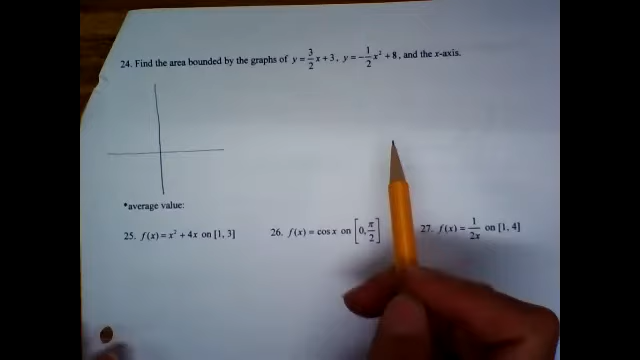 24. Find the area bounded by the graphs of y = 3/2 x + 3, y = -1/2 x² + 8, and the x-axis.
*average value:
25. f(x) = x² + 4x on [1, 3]
26. f(x) = cos x on [0, π/2]
27. f(x) = 1/2x on [1, 4]